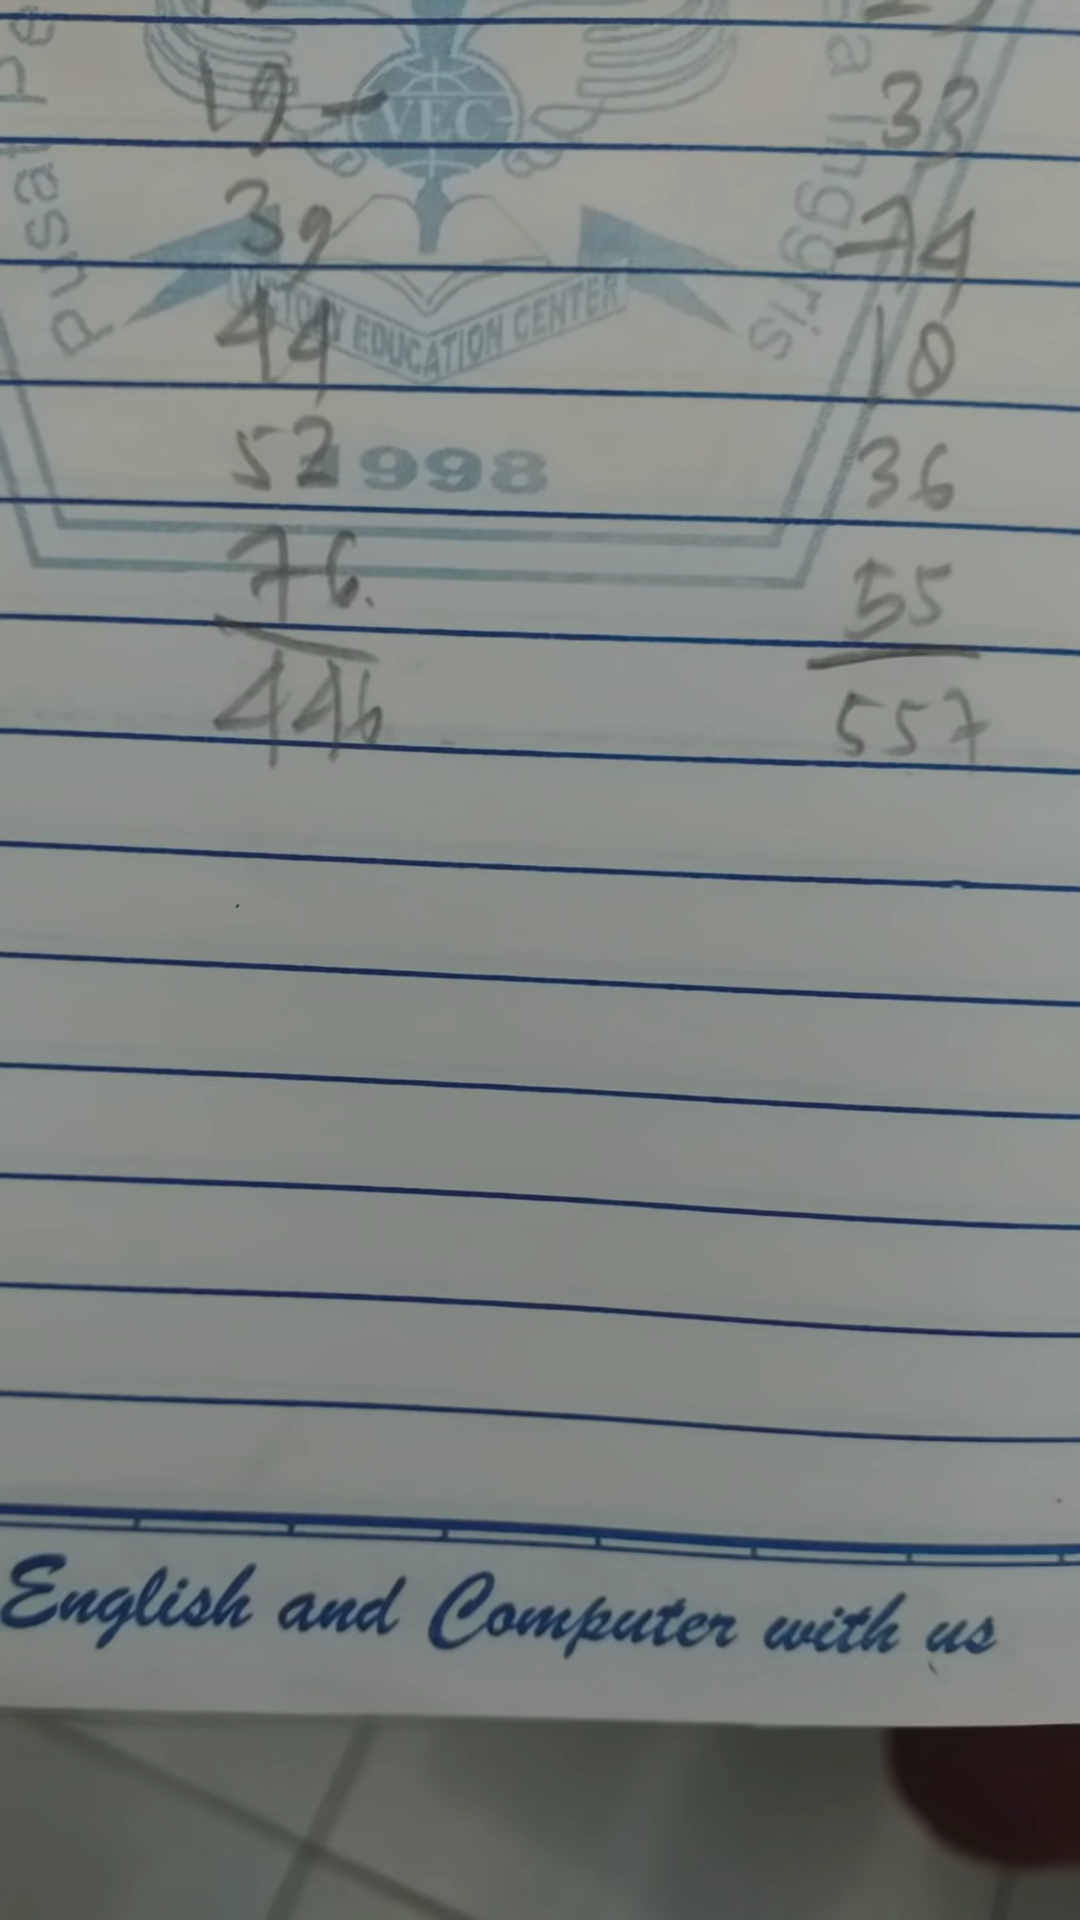 Pusat Pe
a Inggris
VEC
VICTORY EDUCATION CENTER
1998
19 -
39
44
52
76.
446
33
74
18
36
55
557
English and Computer with us